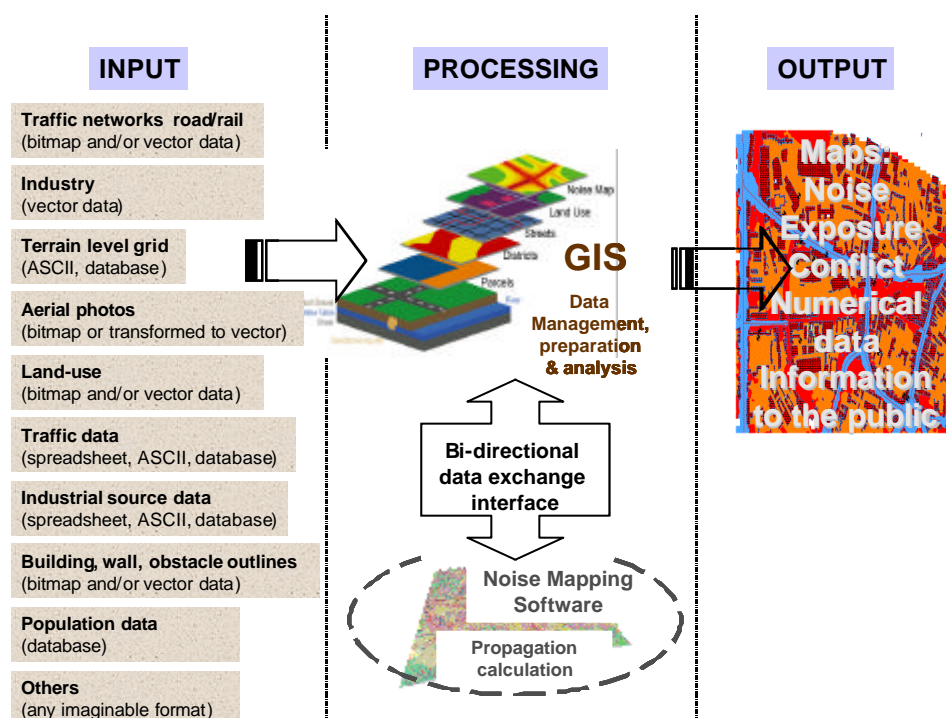 INPUT
PROCESSING
OUTPUT
Traffic networks road/rail
(bitmap and/or vector data)
Industry
(vector data)
Terrain level grid
(ASCII, database)
Aerial photos
(bitmap or transformed to vector)
Land-use
(bitmap and/or vector data)
Traffic data
(spreadsheet, ASCII, database)
Industrial source data
(spreadsheet, ASCII, database)
Building, wall, obstacle outlines
(bitmap and/or vector data)
Population data
(database)
Others
(any imaginable format)
Noise Map
Land Use
Streets
Districts
Parcels
GIS
Data
Management,
preparation
& analysis
Bi-directional
data exchange
interface
Noise Mapping
Software
Propagation
calculation
Maps:
Noise
Exposure
Conflict
Numerical
data
Information
to the public